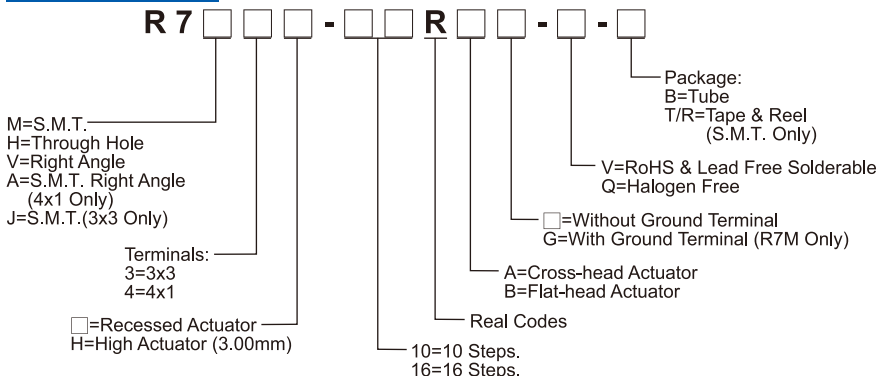 R 7 □ □ □ - □ □ R □ □ - □ - □
Package:
B=Tube
T/R=Tape & Reel
(S.M.T. Only)
M=S.M.T.
H=Through Hole
V=Right Angle
A=S.M.T. Right Angle
(4x1 Only)
J=S.M.T.(3x3 Only)
V=RoHS & Lead Free Solderable
Q=Halogen Free
□=Without Ground Terminal
G=With Ground Terminal (R7M Only)
Terminals:
3=3x3
4=4x1
A=Cross-head Actuator
B=Flat-head Actuator
□=Recessed Actuator
H=High Actuator (3.00mm)
Real Codes
10=10 Steps.
16=16 Steps.